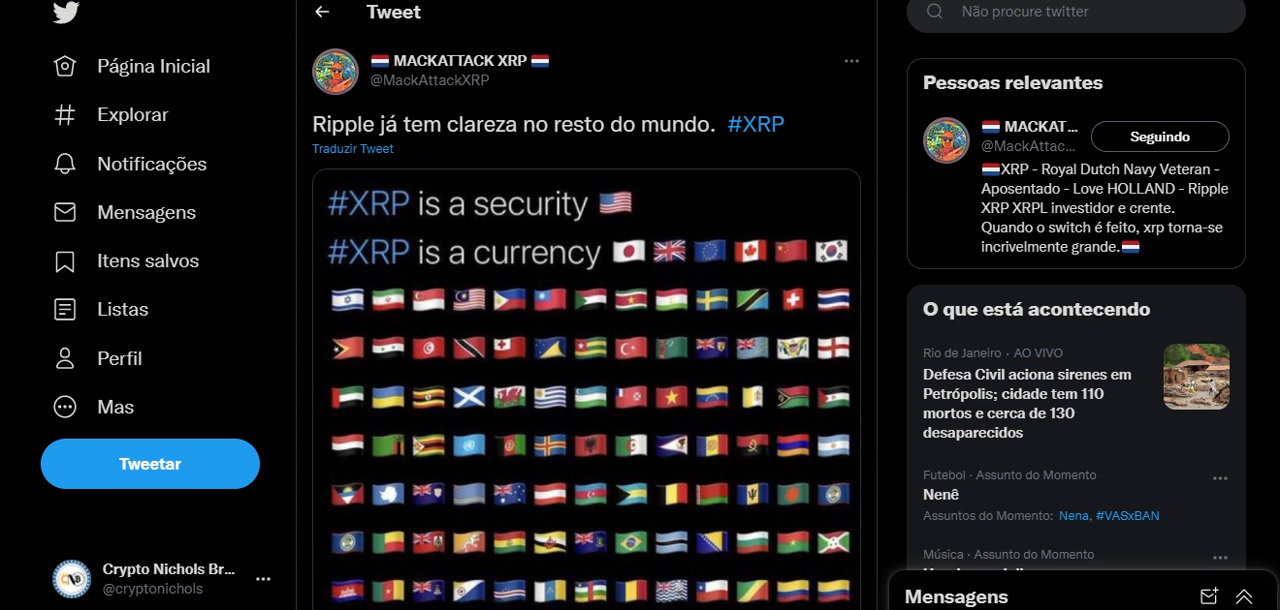 Tweet
Não procure twitter
Página Inicial
Explorar
Notificações
Mensagens
Itens salvos
Listas
Perfil
Mas
Tweetar
Crypto Nichols Br...
@cryptonichols
MACKATTACK XRP
@MackAttackXRP
Ripple já tem clareza no resto do mundo. #XRP
Traduzir Tweet
#XRP is a security
#XRP is a currency
Pessoas relevantes
MACKAT...
@MackAttac...
Seguindo
XRP - Royal Dutch Navy Veteran -
Aposentado - Love HOLLAND - Ripple
XRP XRPL investidor e crente.
Quando o switch é feito, xrp torna-se
incrivelmente grande.
O que está acontecendo
Rio de Janeiro · AO VIVO
Defesa Civil aciona sirenes em
Petrópolis; cidade tem 110
mortos e cerca de 130
desaparecidos
Futebol · Assunto do Momento
Nenê
Assuntos do Momento: Nena, #VASxBAN
Música · Assunto do Momento
Mensagens